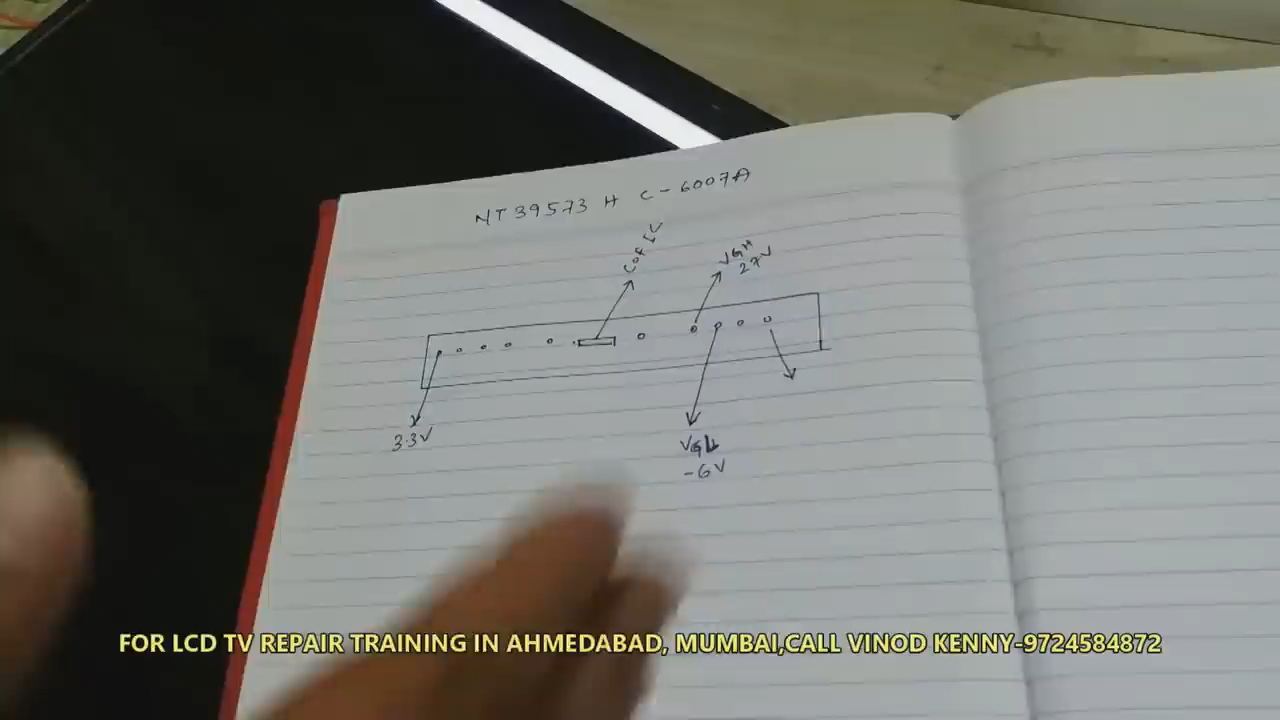 NT39573 H C-6007A
COF IC
VGH
27V
3.3V
VGL
-6V
FOR LCD TV REPAIR TRAINING IN AHMEDABAD, MUMBAI,CALL VINOD KENNY-9724584872